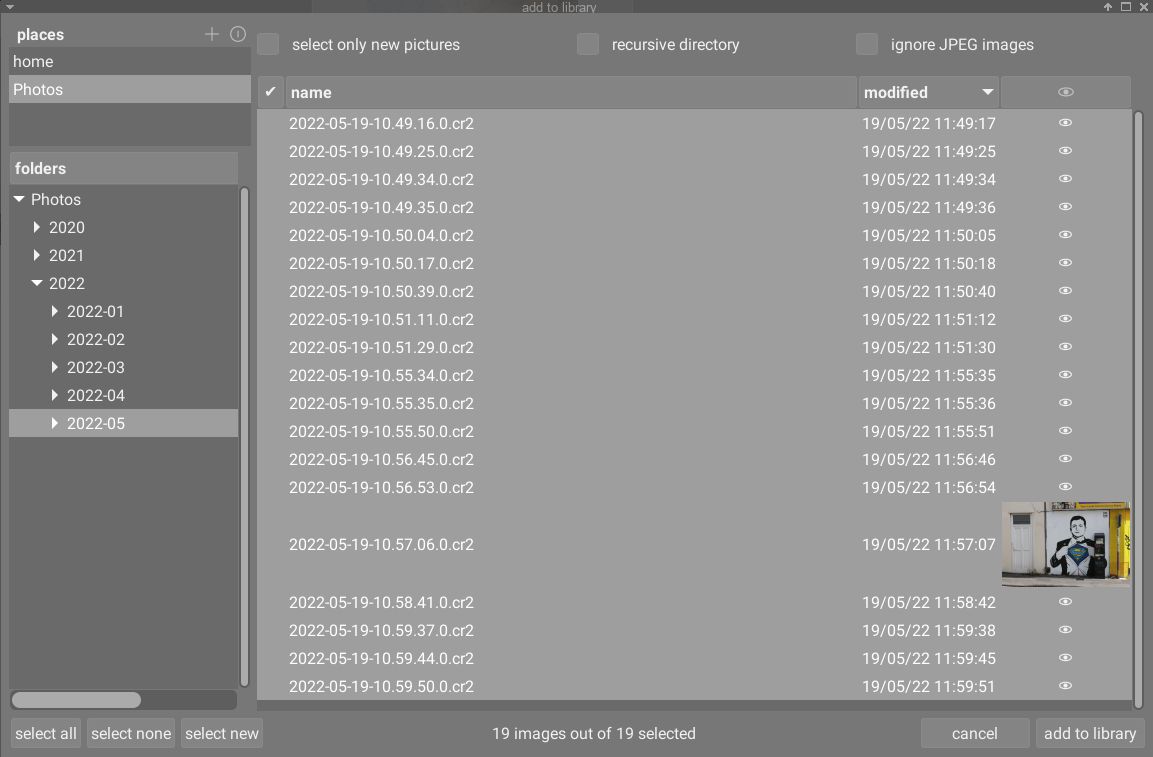 add to library
places
home
Photos
folders
Photos
2020
2021
2022
2022-01
2022-02
2022-03
2022-04
2022-05
select only new pictures recursive directory ignore JPEG images
✔ name modified
2022-05-19-10.49.16.0.cr2 19/05/22 11:49:17
2022-05-19-10.49.25.0.cr2 19/05/22 11:49:25
2022-05-19-10.49.34.0.cr2 19/05/22 11:49:34
2022-05-19-10.49.35.0.cr2 19/05/22 11:49:36
2022-05-19-10.50.04.0.cr2 19/05/22 11:50:05
2022-05-19-10.50.17.0.cr2 19/05/22 11:50:18
2022-05-19-10.50.39.0.cr2 19/05/22 11:50:40
2022-05-19-10.51.11.0.cr2 19/05/22 11:51:12
2022-05-19-10.51.29.0.cr2 19/05/22 11:51:30
2022-05-19-10.55.34.0.cr2 19/05/22 11:55:35
2022-05-19-10.55.35.0.cr2 19/05/22 11:55:36
2022-05-19-10.55.50.0.cr2 19/05/22 11:55:51
2022-05-19-10.56.45.0.cr2 19/05/22 11:56:46
2022-05-19-10.56.53.0.cr2 19/05/22 11:56:54
2022-05-19-10.57.06.0.cr2 19/05/22 11:57:07
2022-05-19-10.58.41.0.cr2 19/05/22 11:58:42
2022-05-19-10.59.37.0.cr2 19/05/22 11:59:38
2022-05-19-10.59.44.0.cr2 19/05/22 11:59:45
2022-05-19-10.59.50.0.cr2 19/05/22 11:59:51
select all select none select new 19 images out of 19 selected cancel add to library